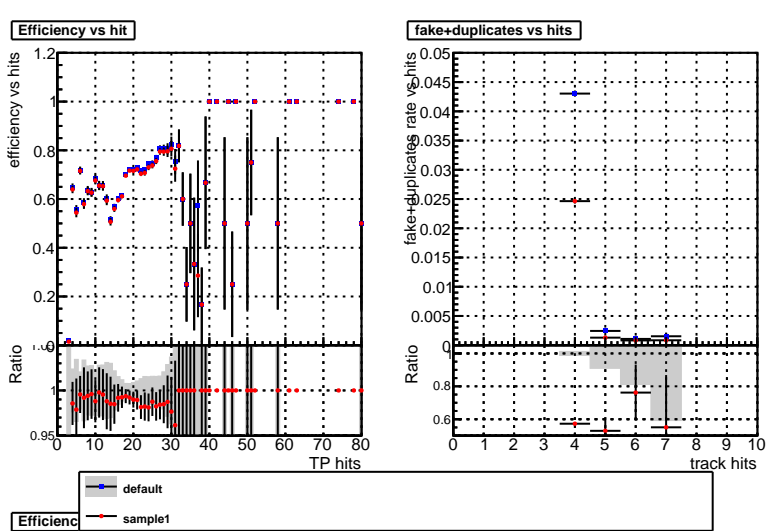 Efficiency vs hit
fake+duplicates vs hits
efficiency vs hits
1.2
1
0.8
0.6
0.4
0.2
0
fake+duplicates rate vs hits
0.05
0.045
0.04
0.035
0.03
0.025
0.02
0.015
0.01
0.005
0
Ratio
1
0.95
0 10 20 30 40 50 60 70 80
TP hits
Ratio
1
0.8
0.6
0 1 2 3 4 5 6 7 8 9 10
track hits
default
sample1
Efficienc